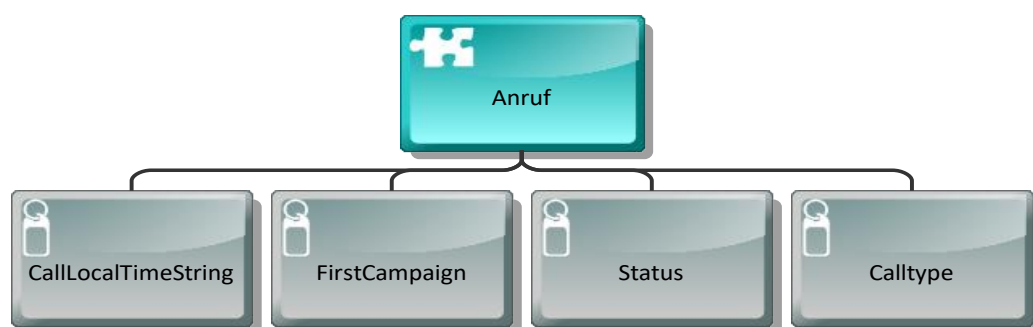 Anruf
CallLocalTimeString
FirstCampaign
Status
Calltype